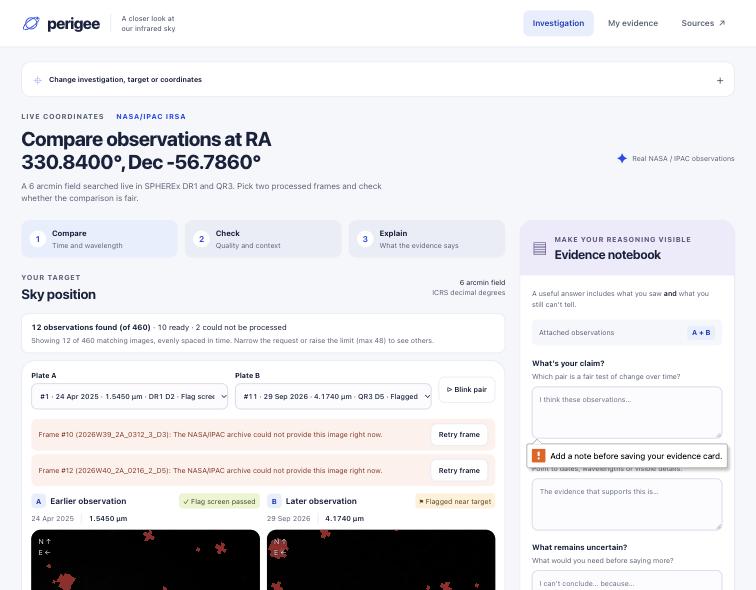 perigee
A closer look at
our infrared sky
Investigation
My evidence
Sources ↗
Change investigation, target or coordinates
+
LIVE COORDINATES NASA/IPAC IRSA
Compare observations at RA
330.8400°, Dec -56.7860°
Real NASA / IPAC observations
A 6 arcmin field searched live in SPHEREx DR1 and QR3. Pick two processed frames and check
whether the comparison is fair.
1 Compare
Time and wavelength
2 Check
Quality and context
3 Explain
What the evidence says
YOUR TARGET
Sky position
6 arcmin field
ICRS decimal degrees
12 observations found (of 460) · 10 ready · 2 could not be processed
Showing 12 of 460 matching images, evenly spaced in time. Narrow the request or raise the limit (max 48) to see others.
Plate A
#1 · 24 Apr 2025 · 1.5450 µm · DR1 D2 · Flag scree
Plate B
#11 · 29 Sep 2026 · 4.1740 µm · QR3 D5 · Flagged
Blink pair
Frame #10 (2026W39_2A_0312_3_D3): The NASA/IPAC archive could not provide this image right now.
Retry frame
Frame #12 (2026W40_2A_0216_2_D5): The NASA/IPAC archive could not provide this image right now.
Retry frame
A Earlier observation
✓ Flag screen passed
24 Apr 2025 1.5450 µm
N ↑
E ←
B Later observation
⚑ Flagged near target
29 Sep 2026 4.1740 µm
N ↑
E ←
MAKE YOUR REASONING VISIBLE
Evidence notebook
A useful answer includes what you saw and what you
still can't tell.
Attached observations
A + B
What's your claim?
Which pair is a fair test of change over time?
I think these observations...
! Add a note before saving your evidence card.
Point to dates, wavelengths or visible details.
The evidence that supports this is...
What remains uncertain?
What would you need before saying more?
I can't conclude... because...